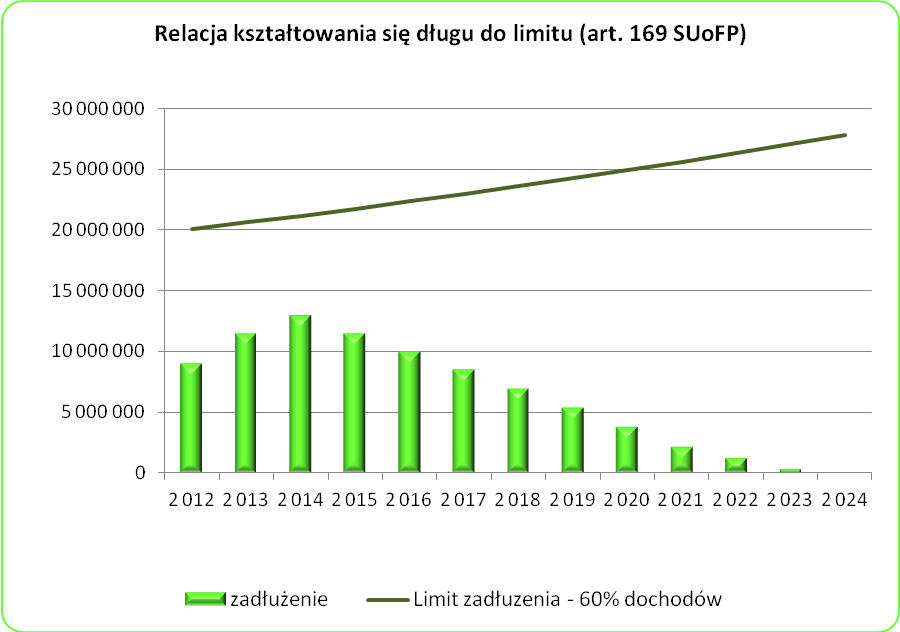 Relacja kształtowania się długu do limitu (art. 169 SUoFP)
30 000 000
25 000 000
20 000 000
15 000 000
10 000 000
5 000 000
0
2 012 2 013 2 014 2 015 2 016 2 017 2 018 2 019 2 020 2 021 2 022 2 023 2 024
zadłużenie Limit zadłuzenia - 60% dochodów